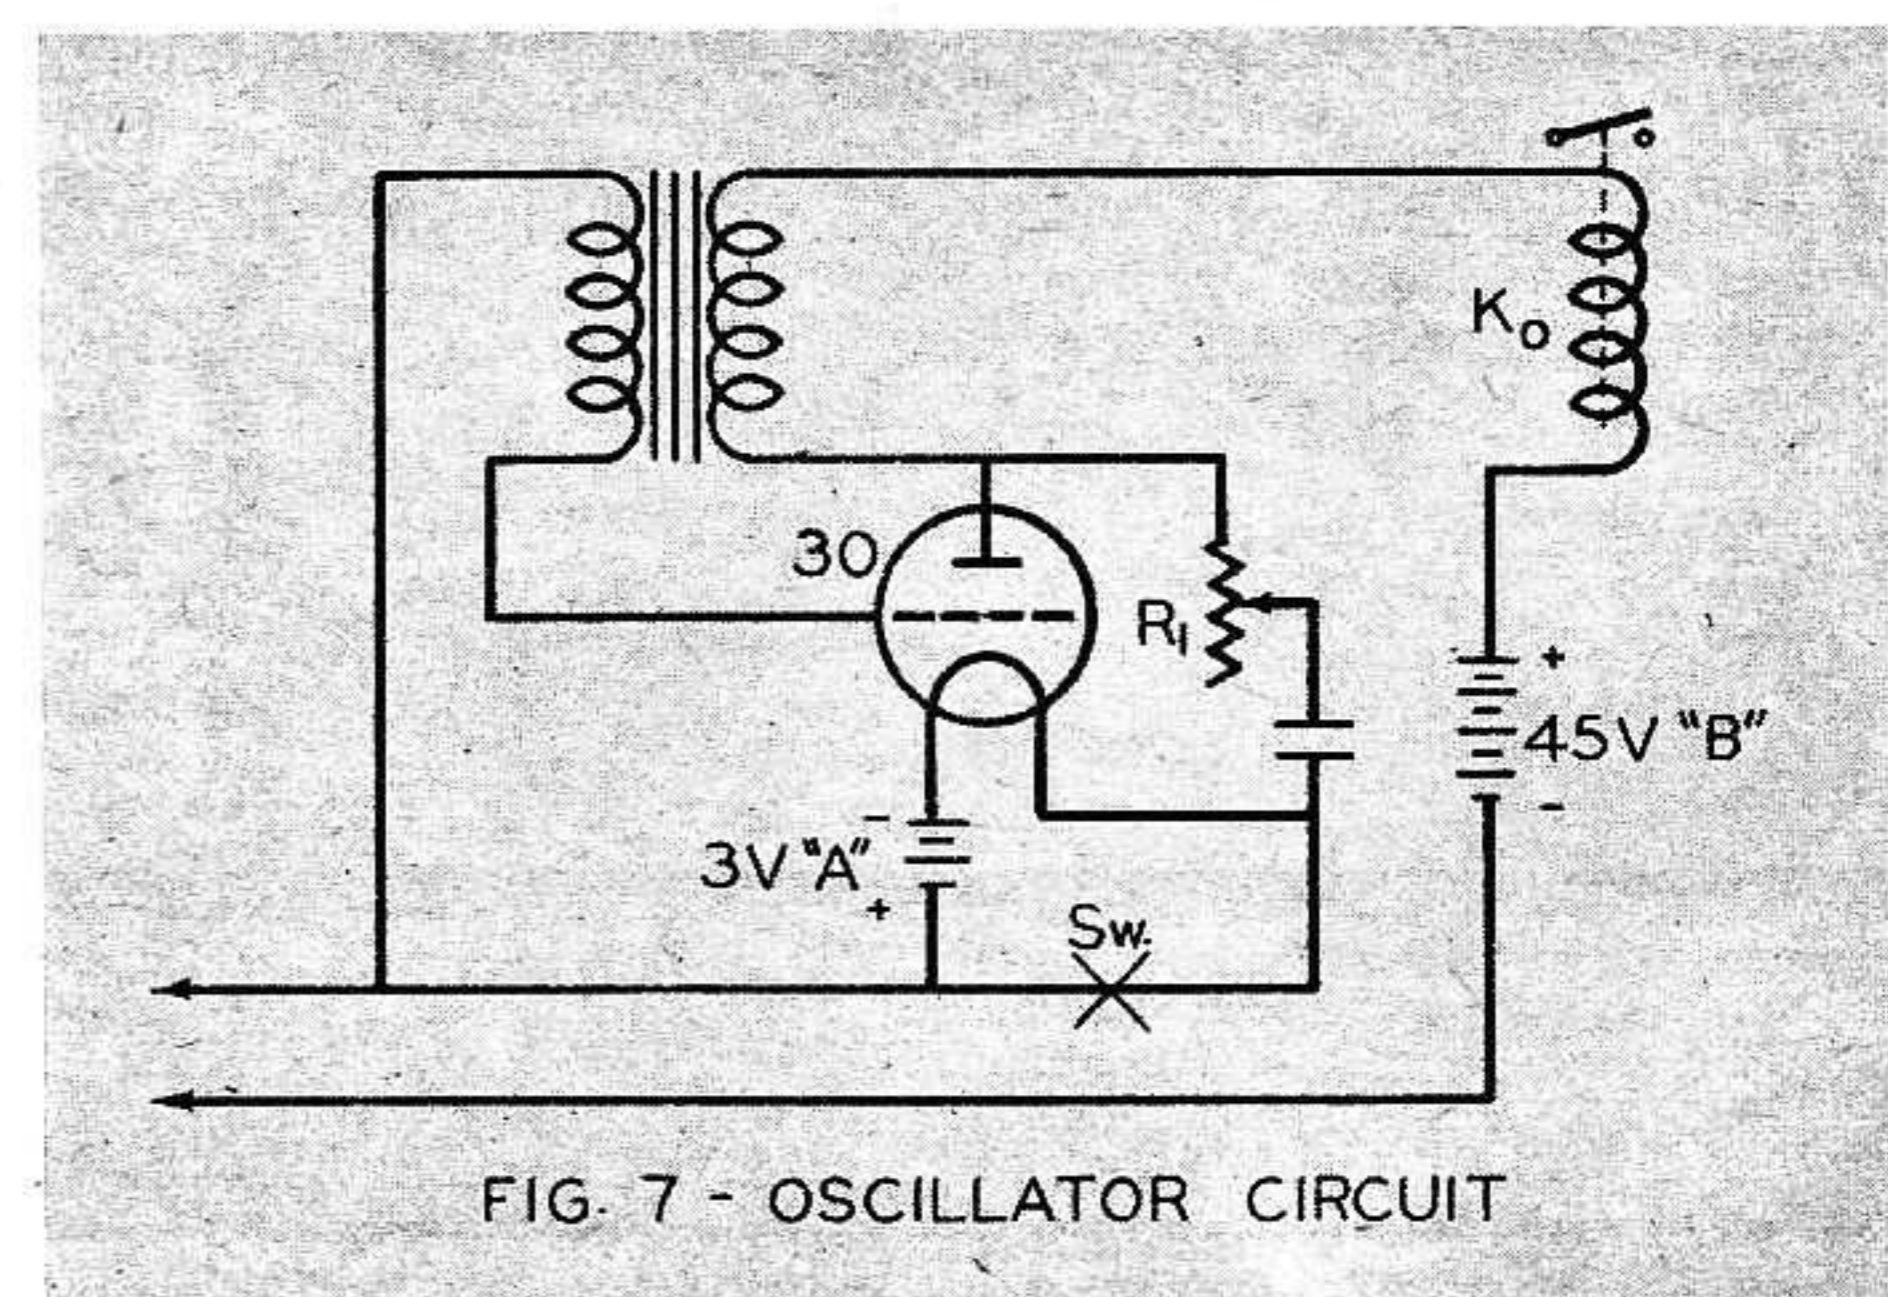 K₀
30
R₁
+
45V "B"
-
-
3V "A"
+
Sw.
FIG. 7 - OSCILLATOR CIRCUIT